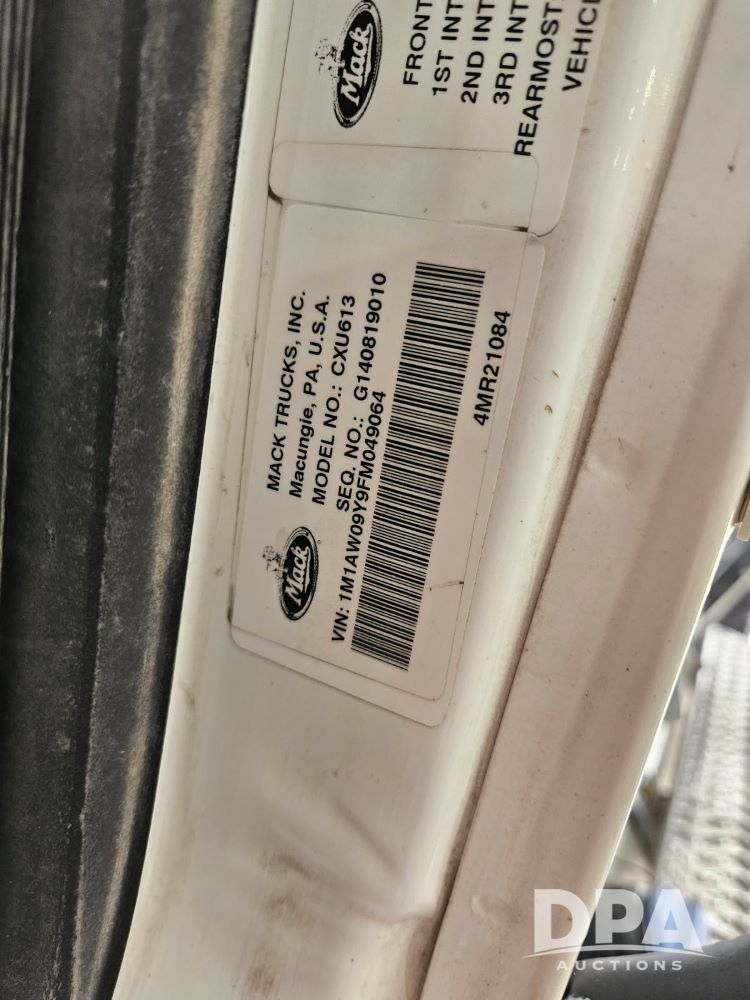 Mack
FRONT
1ST INT
2ND INT
3RD INT
REARMOST
VEHICL
MACK TRUCKS, INC.
Macungie, PA, U.S.A.
MODEL NO.: CXU613
SEQ. NO.: G140819010
Mack
VIN: 1M1AW09Y9FM049064
4MR21084
DPA
AUCTIONS